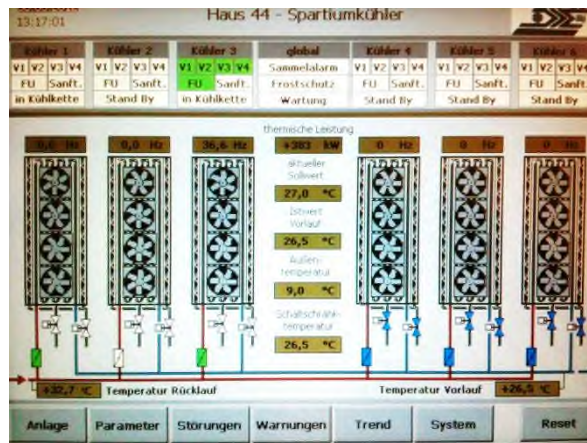 13:17:01
Haus 44 - Spartiumkühler
Kühler 1 Kühler 2 Kühler 3 global Kühler 4 Kühler 5 Kühler 6
V1 V2 V3 V4 V1 V2 V3 V4 V1 V2 V3 V4 Sammelalarm V1 V2 V3 V4 V1 V2 V3 V4 V1 V2 V3 V4
FU Sanft. FU Sanft. FU Sanft. Frostschutz FU Sanft. FU Sanft. FU Sanft.
in Kühlkette Stand By in Kühlkette Wartung Stand By Stand By Stand By
thermische Leistung
0,0 Hz 0,0 Hz 36,6 Hz +383 kW 0 Hz 0 Hz 0 Hz
aktueller
Sollwert
27,0 °C
Istwert
Vorlauf
26,5 °C
Außen-
temperatur
9,0 °C
Schaltschrank-
temperatur
26,5 °C
+32,7 °C Temperatur Rücklauf Temperatur Vorlauf +26,5 °C
Anlage Parameter Störungen Warnungen Trend System Reset